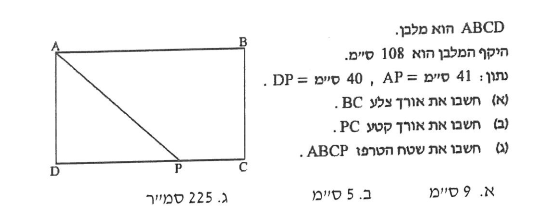 ABCD הוא מלבן.
היקף המלבן הוא 108 ס״מ.
נתון: 41 ס״מ = AP , 40 ס״מ = DP .
(א) חשבו את אורך צלע BC .
(ב) חשבו את אורך קטע PC .
(ג) חשבו את שטח הטרפז ABCP .
A B
D P C
א. 9 ס״מ ב. 5 ס״מ ג. 225 סמ״ר